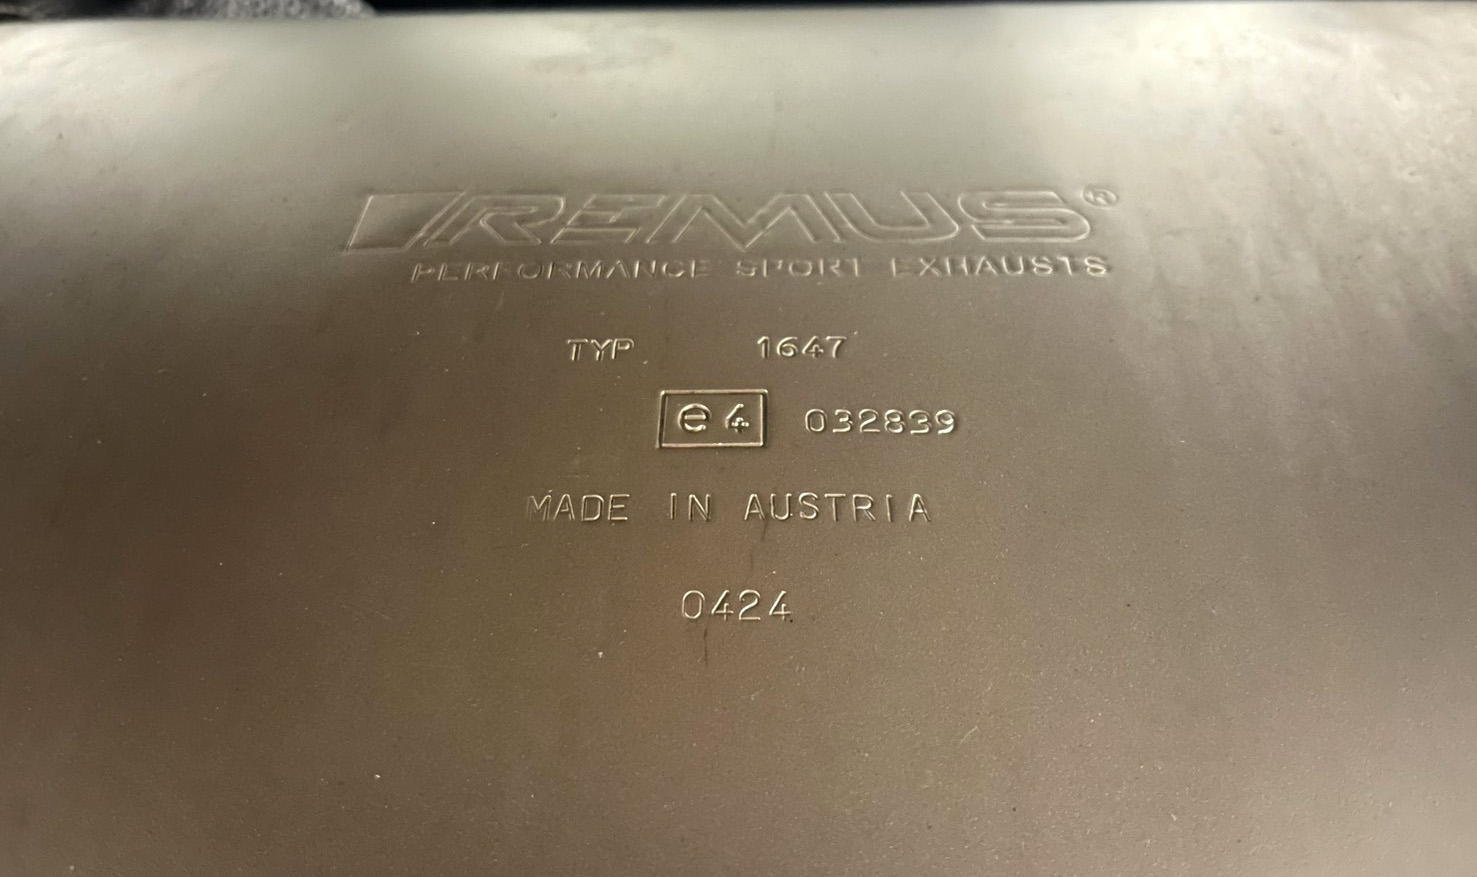 REMUS®
PERFORMANCE SPORT EXHAUSTS
TYP 1647
e4 032839
MADE IN AUSTRIA
0424